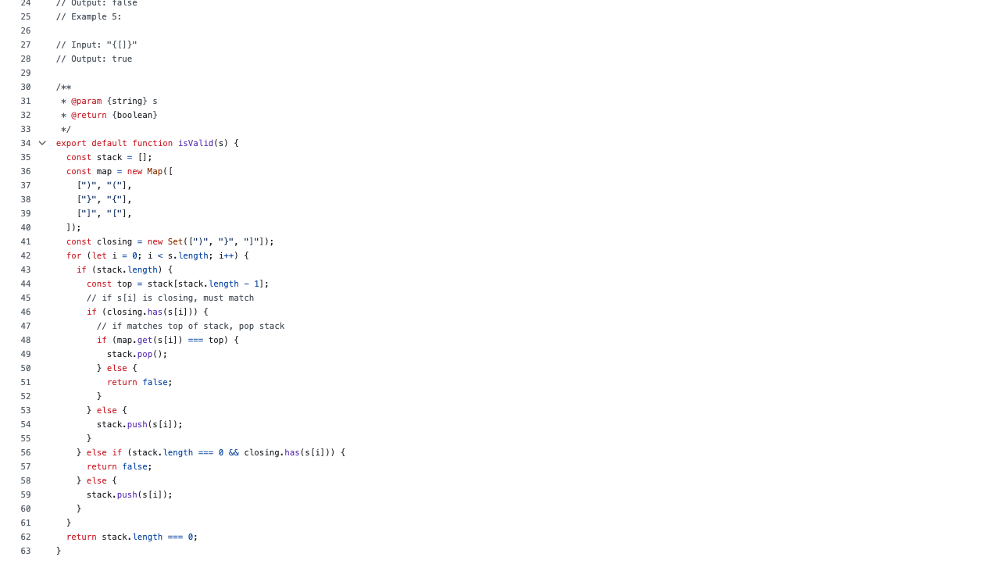 24 // Output: false
25 // Example 5:
26
27 // Input: "{[]}"
28 // Output: true
29
30 /**
31  * @param {string} s
32  * @return {boolean}
33  */
34 export default function isValid(s) {
35   const stack = [];
36   const map = new Map([
37     [")", "("],
38     ["}", "{"],
39     ["]", "["],
40   ]);
41   const closing = new Set([")", "}", "]"]);
42   for (let i = 0; i < s.length; i++) {
43     if (stack.length) {
44       const top = stack[stack.length - 1];
45       // if s[i] is closing, must match
46       if (closing.has(s[i])) {
47         // if matches top of stack, pop stack
48         if (map.get(s[i]) === top) {
49           stack.pop();
50         } else {
51           return false;
52         }
53       } else {
54         stack.push(s[i]);
55       }
56     } else if (stack.length === 0 && closing.has(s[i])) {
57       return false;
58     } else {
59       stack.push(s[i]);
60     }
61   }
62   return stack.length === 0;
63 }